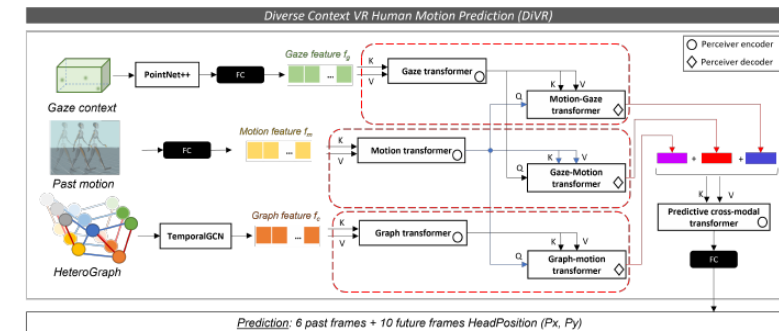 Diverse Context VR Human Motion Prediction (DiVR)
Perceiver encoder
Perceiver decoder
Gaze context
PointNet++
FC
Gaze feature fg
...
K
V
Gaze transformer
K V
Q
Motion-Gaze
transformer
Past motion
FC
Motion feature fm
...
K
V
Motion transformer
K V
Q
Gaze-Motion
transformer
HeteroGraph
TemporalGCN
Graph feature fc
...
K
V
Graph transformer
K V
Q
Graph-motion
transformer
+ +
K V
Predictive cross-modal
transformer
FC
Prediction: 6 past frames + 10 future frames HeadPosition (Px, Py)